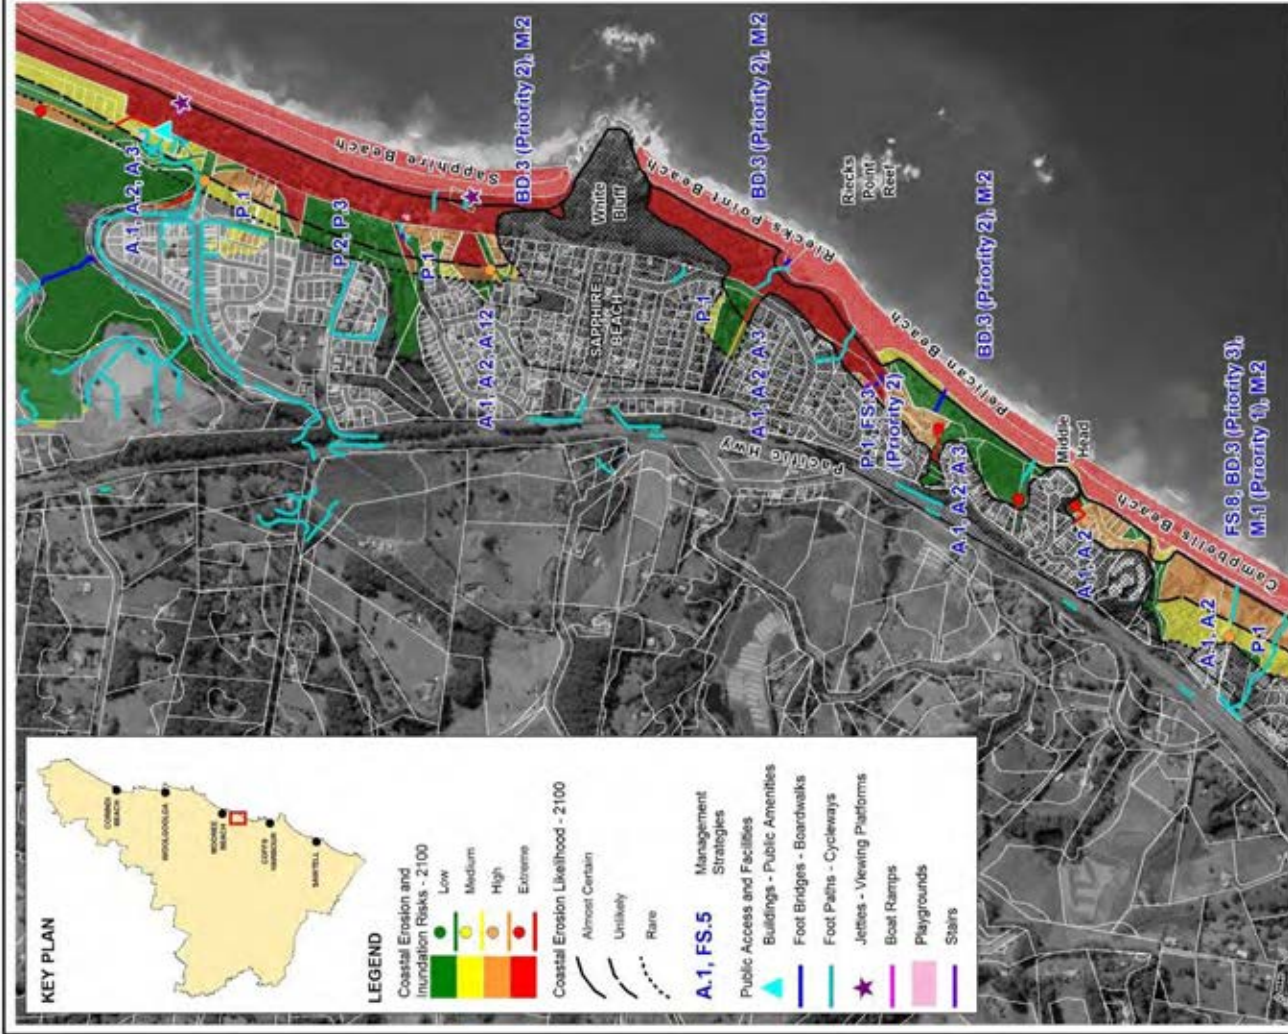 KEY PLAN
CORINDI
BEACH
WOOLGOOLGA
MOONEE
BEACH
COFFS
HARBOUR
SAWTELL
LEGEND
Coastal Erosion and
Inundation Risks - 2100
Low
Medium
High
Extreme
Coastal Erosion Likelihood - 2100
Almost Certain
Unlikely
Rare
A.1, FS.5
Management
Strategies
Public Access and Facilities
Buildings - Public Amenities
Foot Bridges - Boardwalks
Foot Paths - Cycleways
Jetties - Viewing Platforms
Boat Ramps
Playgrounds
Stairs
A.1, A.2, A.3
P.1
P.2, P.3
Sapphire Beach
P.1
A.1, A.2, A.12
BD.3 (Priority 2), M.2
White
Bluff
SAPPHIRE
BEACH
P.1
Riecks Point Beach
BD.3 (Priority 2), M.2
A.1, A.2, A.3
Pacific Hwy
Riecks
Point
Reef
P.1, FS.3
(Priority 2)
A.1, A.2, A.3
Pelican Beach
BD.3 (Priority 2), M.2
Middle
Head
A.1, A.2
Campbells Beach
A.1, A.2
P.1
FS.8, BD.3 (Priority 3),
M.1 (Priority 1), M.2